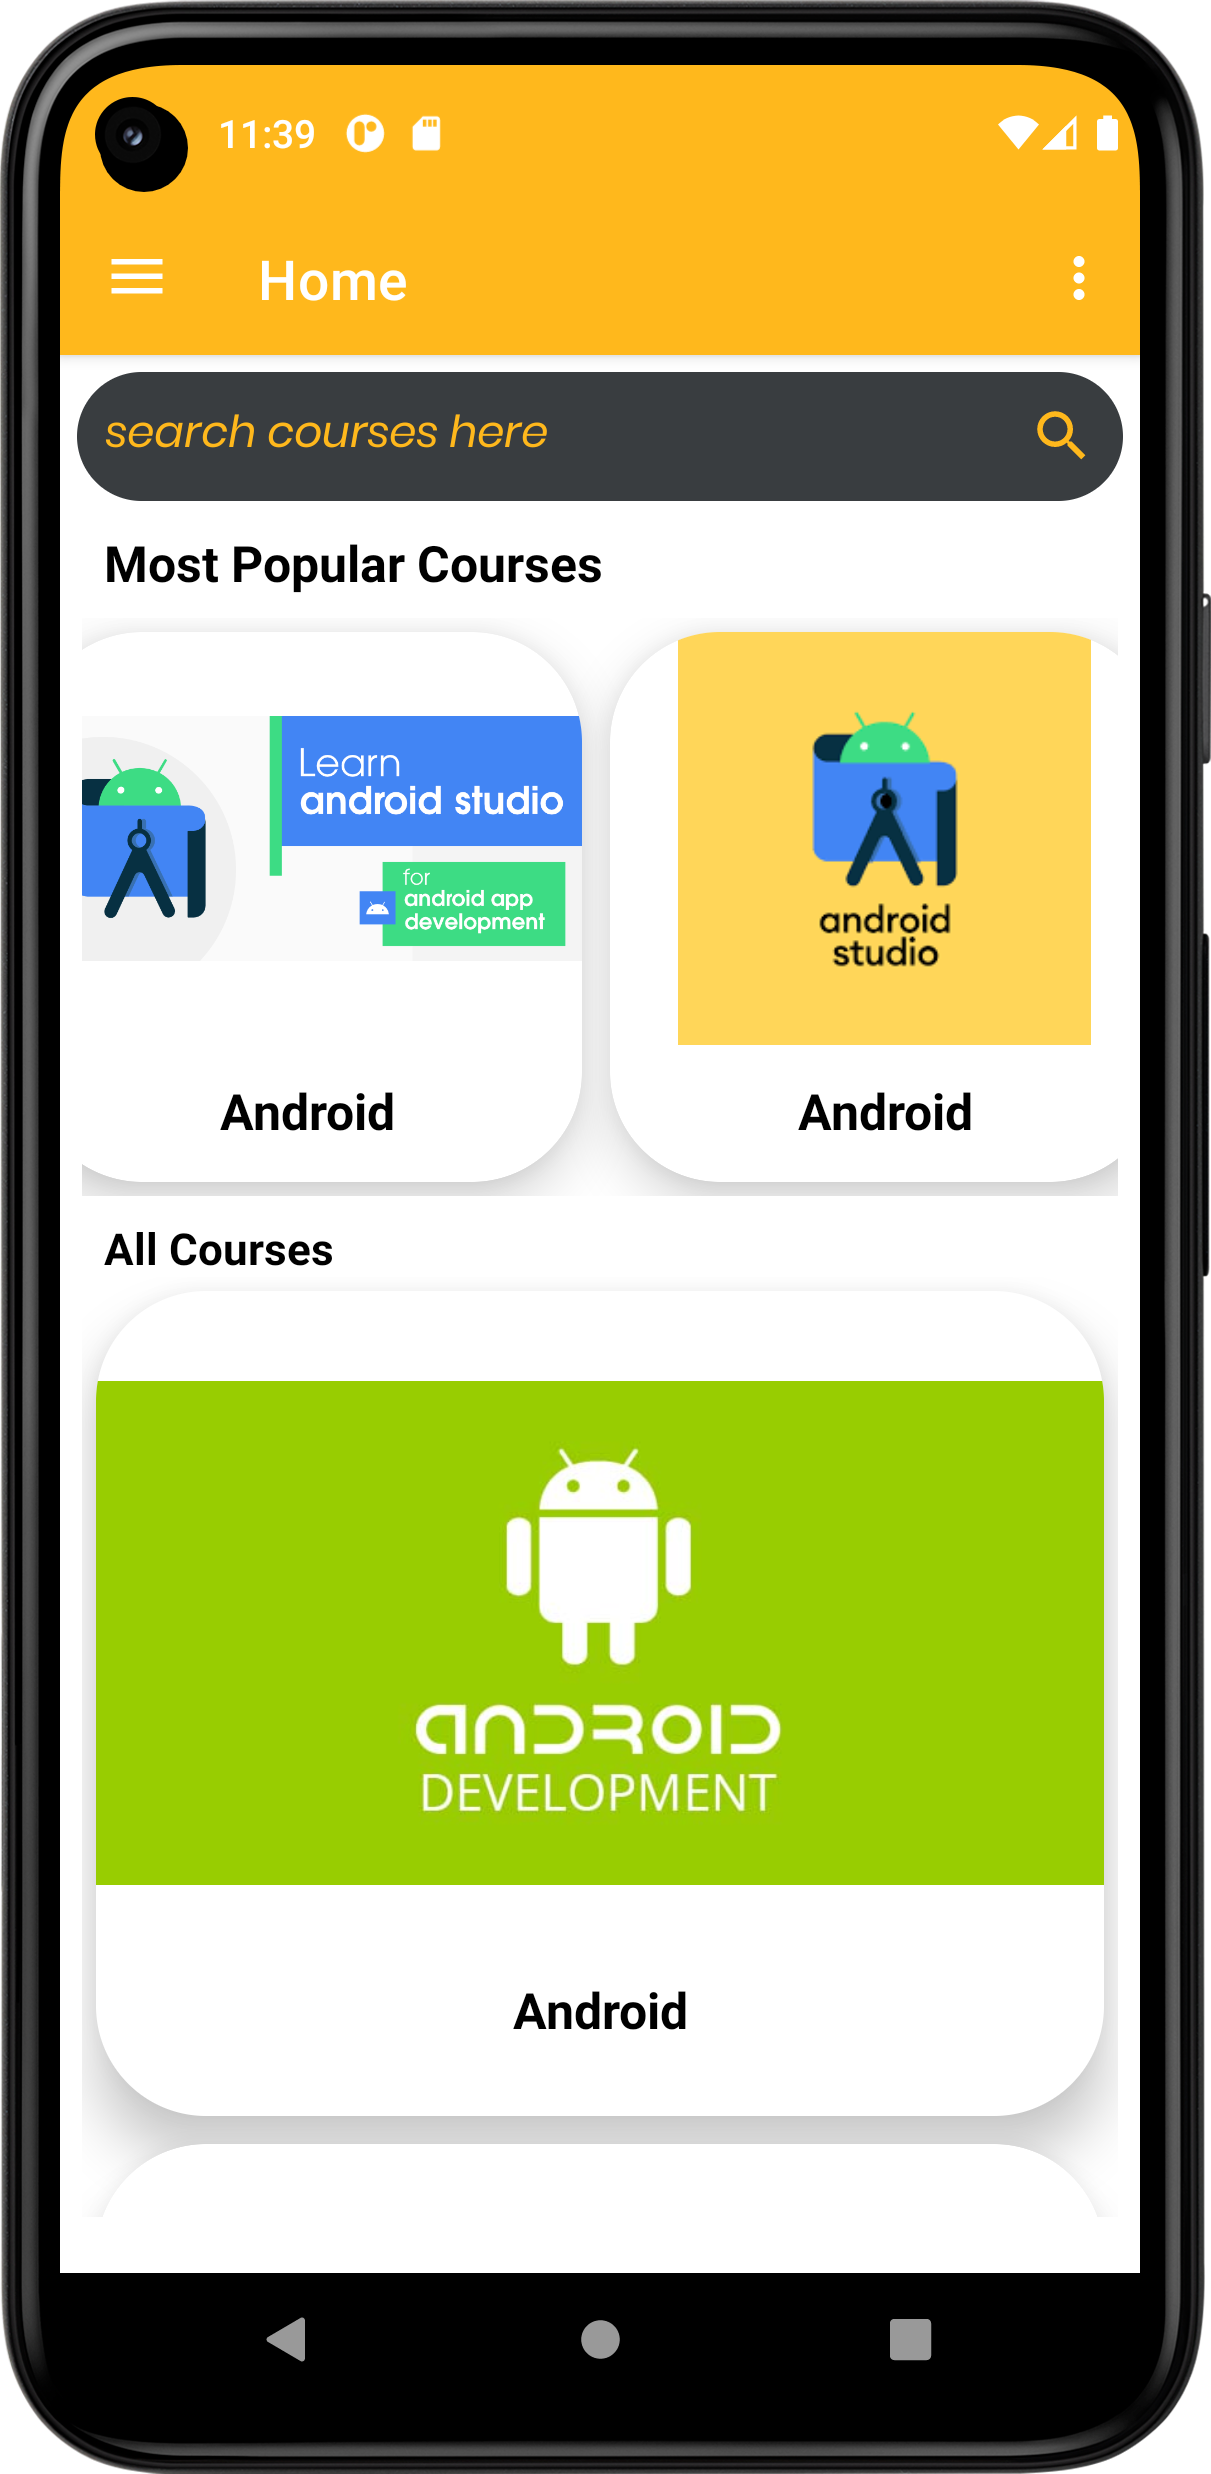 11:39
Home
search courses here
Most Popular Courses
Learn
android studio
for
android app
development
android
studio
Android
Android
All Courses
ANDROID
DEVELOPMENT
Android